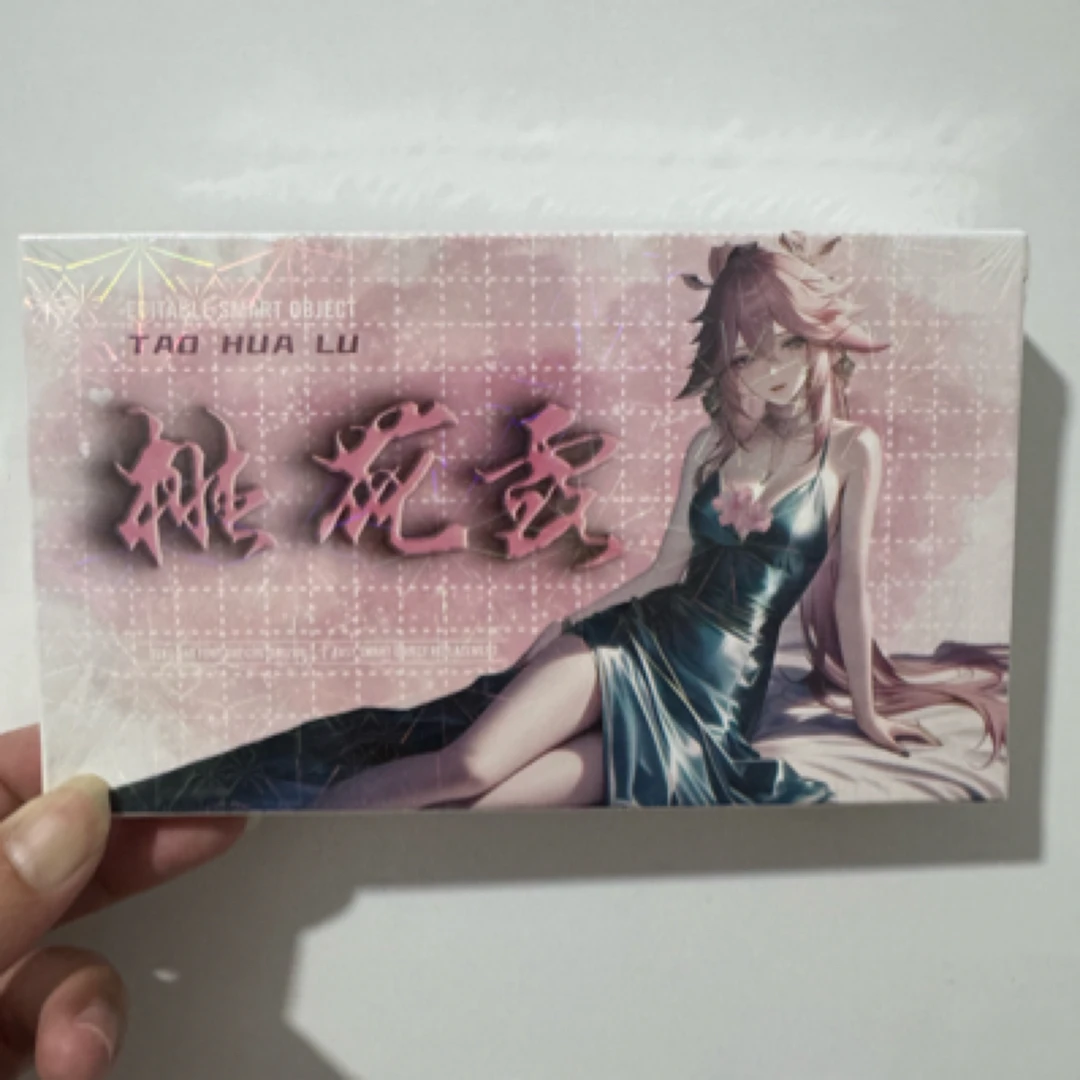 EDITABLE SMART OBJECT
TAO HUA LU
桃花录